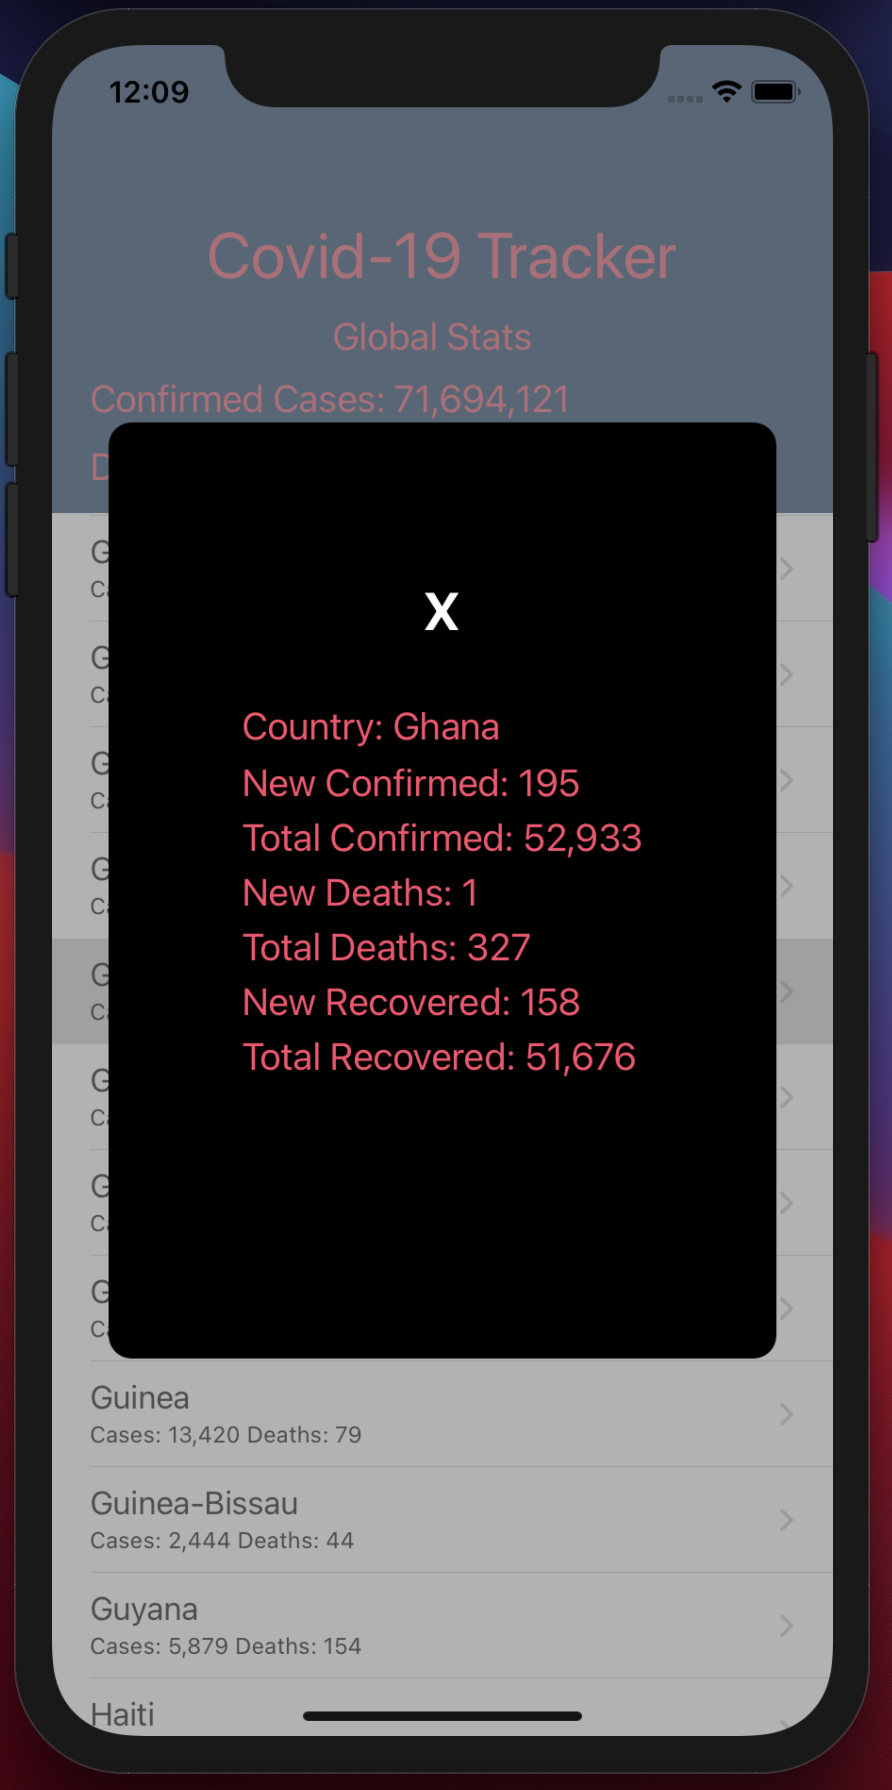 12:09
Covid-19 Tracker
Global Stats
Confirmed Cases: 71,694,121
X
Country: Ghana
New Confirmed: 195
Total Confirmed: 52,933
New Deaths: 1
Total Deaths: 327
New Recovered: 158
Total Recovered: 51,676
Guinea
Cases: 13,420 Deaths: 79
Guinea-Bissau
Cases: 2,444 Deaths: 44
Guyana
Cases: 5,879 Deaths: 154
Haiti